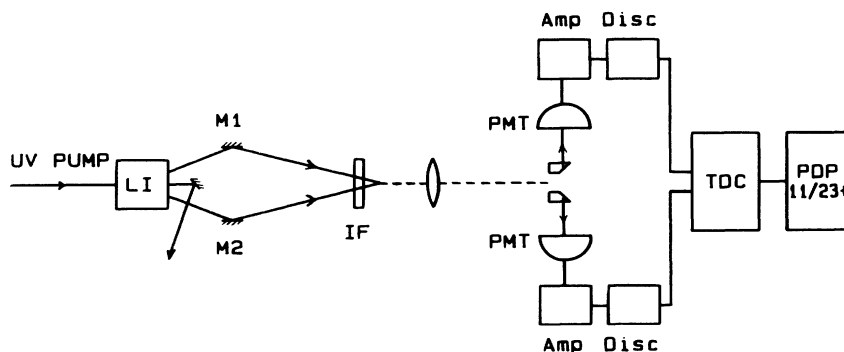 Amp Disc
M1
PMT
UV PUMP
LI
TDC
PDP
11/23+
M2
IF
PMT
Amp Disc